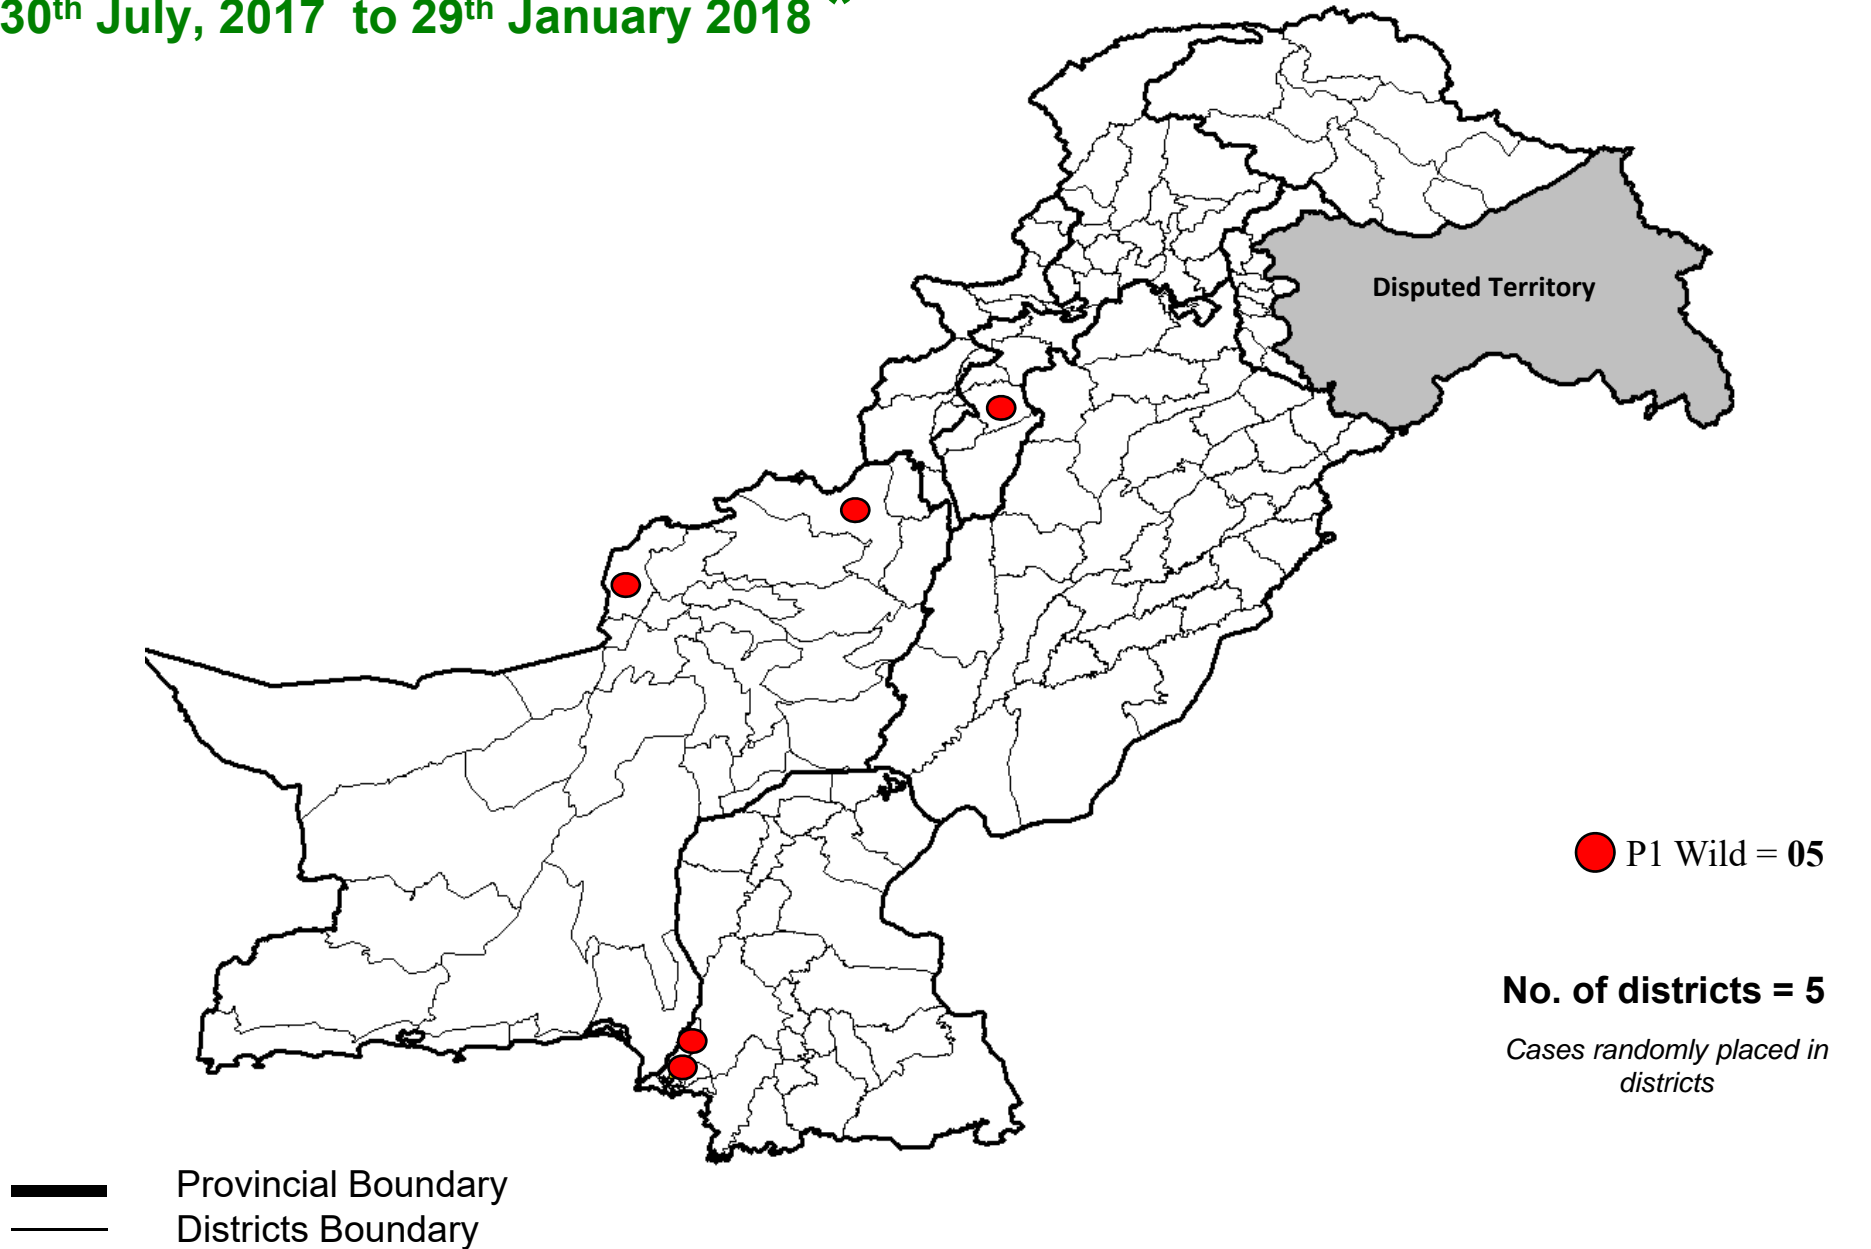 30th July, 2017 to 29th January 2018 *
Disputed Territory
P1 Wild = 05
No. of districts = 5
Cases randomly placed in
districts
Provincial Boundary
Districts Boundary